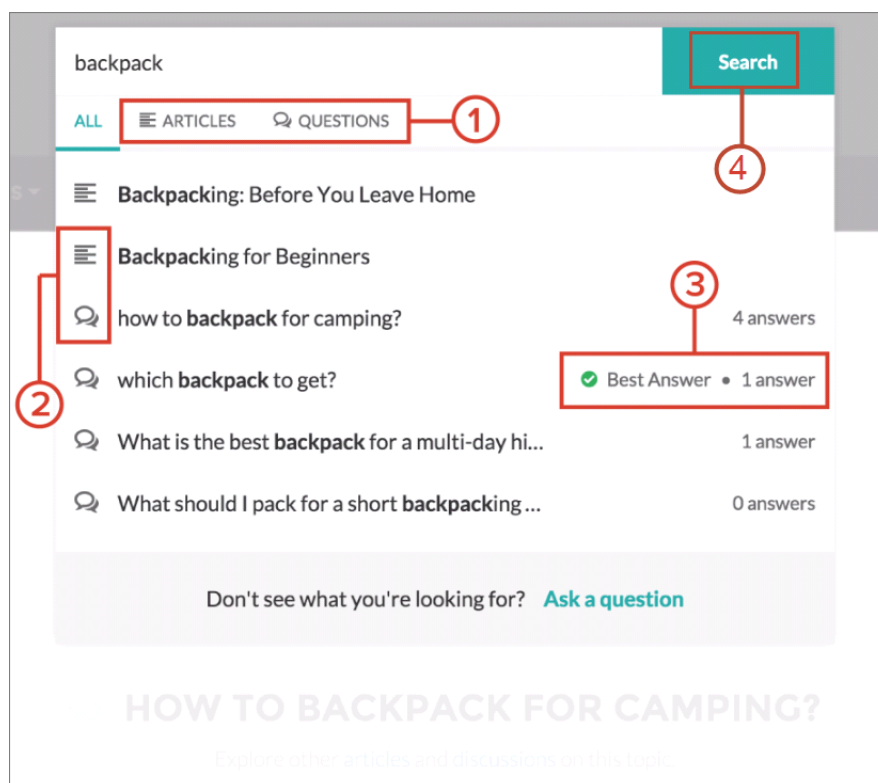 backpack Search
ALL ARTICLES QUESTIONS 1
4
S
Backpacking: Before You Leave Home
Backpacking for Beginners
3
how to backpack for camping? 4 answers
which backpack to get? Best Answer • 1 answer
2
What is the best backpack for a multi-day hi... 1 answer
What should I pack for a short backpacking ... 0 answers
Don't see what you're looking for? Ask a question
HOW TO BACKPACK FOR CAMPING?
Explore other articles and discussions on this topic